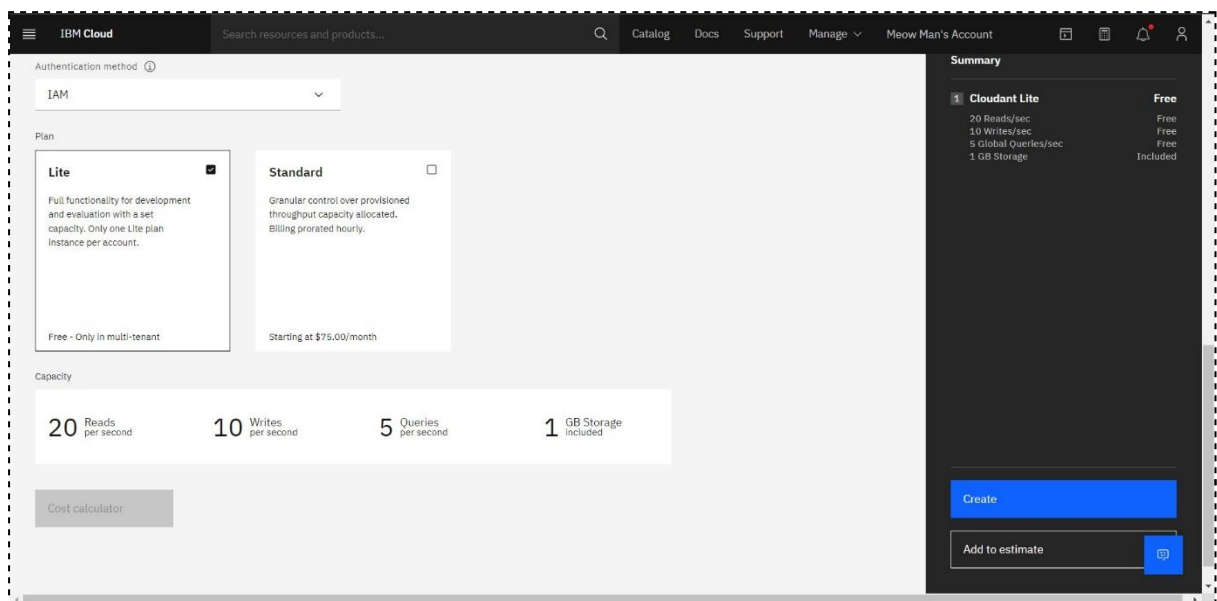 IBM Cloud
Search resources and products...
Catalog
Docs
Support
Manage
Meow Man's Account
Authentication method
IAM
Plan
Lite
Full functionality for development
and evaluation with a set
capacity. Only one Lite plan
instance per account.
Free - Only in multi-tenant
Standard
Granular control over provisioned
throughput capacity allocated.
Billing prorated hourly.
Starting at $75.00/month
Capacity
20 Reads
per second
10 Writes
per second
5 Queries
per second
1 GB Storage
included
Cost calculator
Summary
1 Cloudant Lite Free
20 Reads/sec Free
10 Writes/sec Free
5 Global Queries/sec Free
1 GB Storage Included
Create
Add to estimate